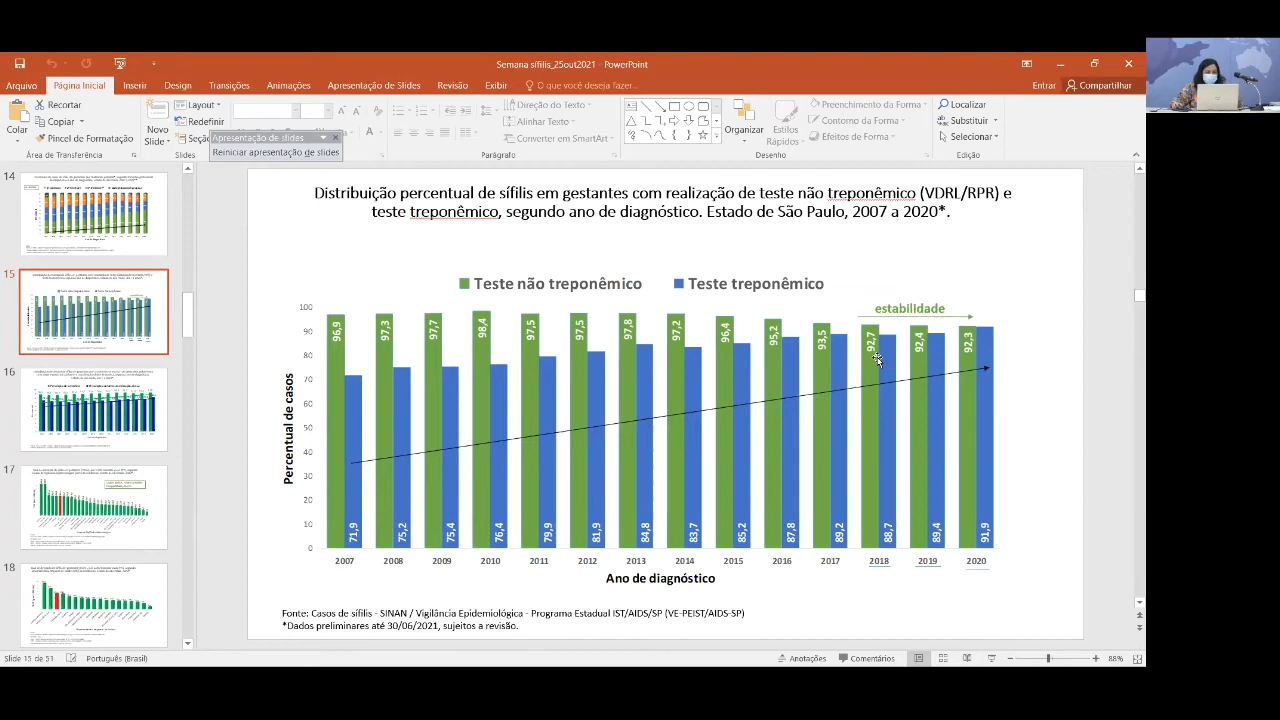 Semana sífilis_25out2021 - PowerPoint
Arquivo Página Inicial Inserir Design Transições Animações Apresentação de Slides Revisão Exibir O que você deseja fazer... Entrar Compartilhar
Colar
Recortar
Copiar
Pincel de Formatação
Área de Transferência
Novo Slide
Layout
Redefinir
Seção
Slides
Apresentação de slides
Reiniciar apresentação de slides
Direção do Texto
Alinhar Texto
Converter em SmartArt
Parágrafo
Organizar
Estilos Rápidos
Preenchimento da Forma
Contorno da Forma
Efeitos de Forma
Desenho
Localizar
Substituir
Selecionar
Edição
14
15
16
17
18
Distribuição percentual de sífilis em gestantes com realização de teste não treponêmico (VDRL/RPR) e
teste treponêmico, segundo ano de diagnóstico. Estado de São Paulo, 2007 a 2020*.
Teste não treponêmico Teste treponêmico
estabilidade
100
90
80
70
60
50
40
30
20
10
0
Percentual de casos
96,9 97,3 97,7 98,4 97,5 97,5 97,8 97,2 96,4 95,2 93,5 92,7 92,4 92,3
71,9 75,2 75,4 76,4 79,9 81,9 84,8 83,7 87,8 89,2 88,7 91,9
2007 2008 2009 2010 2011 2012 2013 2014 2015 2016 2017 2018 2019 2020
Ano de diagnóstico
Fonte: Casos de sífilis - SINAN / Vigilância Epidemiológica - Programa Estadual IST/AIDS/SP (VE-PEIST/AIDS-SP)
*Dados preliminares até 30/06/2021, sujeitos a revisão.
Slide 15 de 51 Português (Brasil) Anotações Comentários 88%